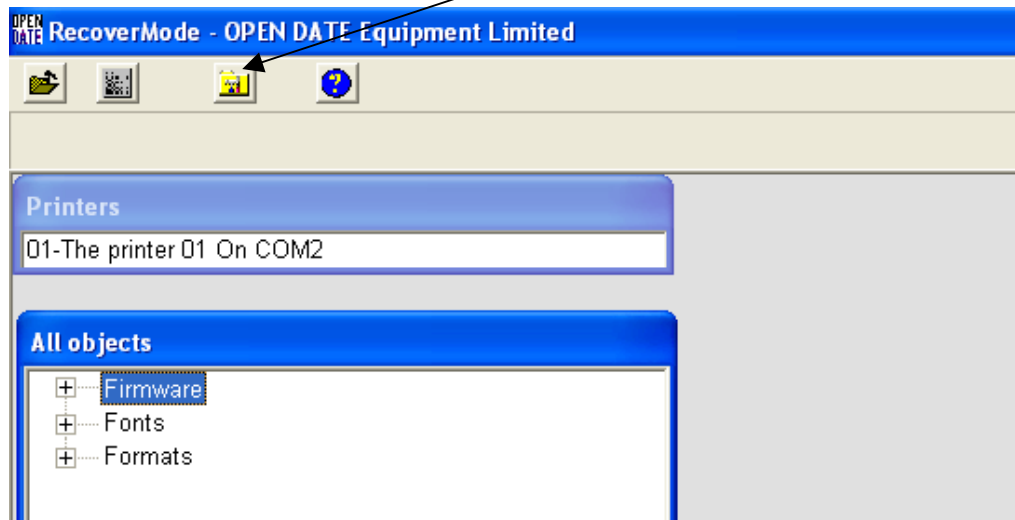 OPEN
DATE
RecoverMode - OPEN DATE Equipment Limited
?
Printers
01-The printer 01 On COM2
All objects
Firmware
Fonts
Formats